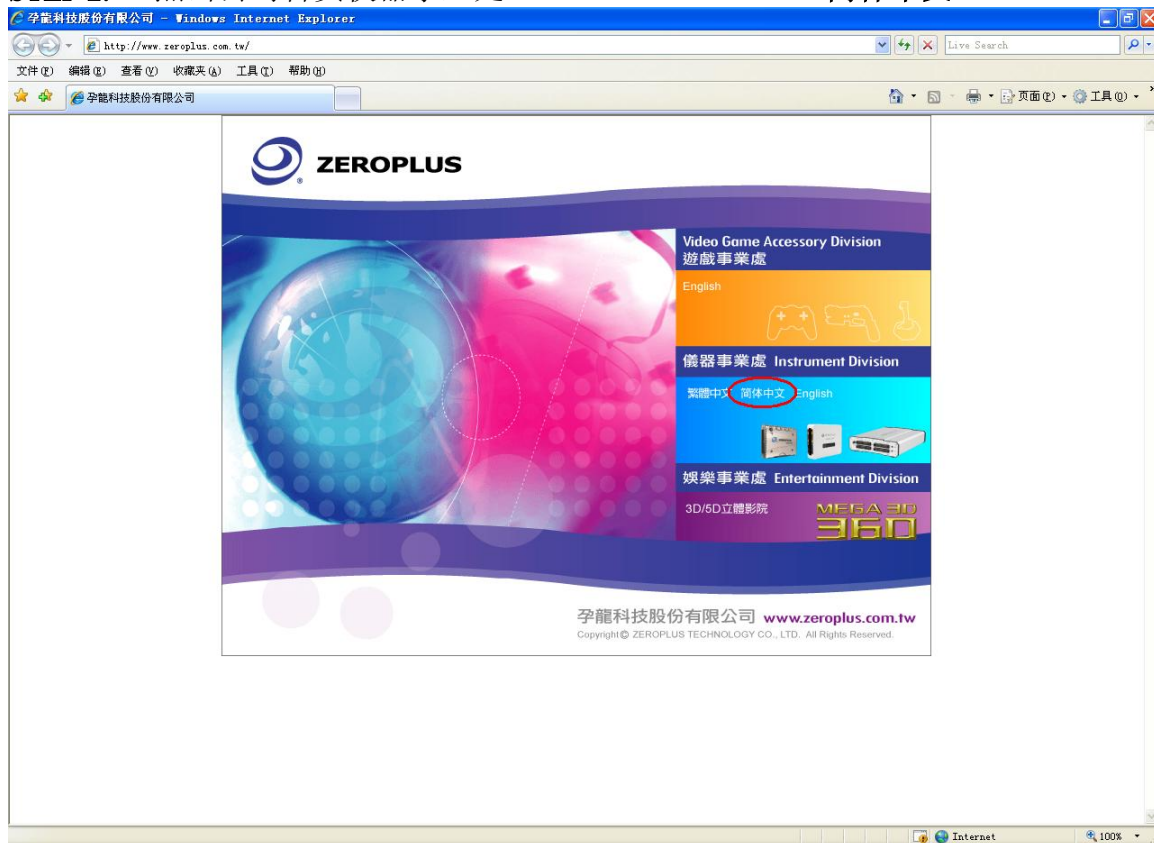 孕龍科技股份有限公司 - Windows Internet Explorer
http://www.zeroplus.com.tw/
Live Search
文件(F) 编辑(E) 查看(V) 收藏夹(A) 工具(T) 帮助(H)
孕龍科技股份有限公司
页面(P) 工具(O)
ZEROPLUS
Video Game Accessory Division
遊戲事業處
English
儀器事業處 Instrument Division
繁體中文 简体中文 English
娛樂事業處 Entertainment Division
3D/5D立體影院
MEGA 3D
360
孕龍科技股份有限公司 www.zeroplus.com.tw
Copyright© ZEROPLUS TECHNOLOGY CO., LTD. All Rights Reserved.
Internet
100%